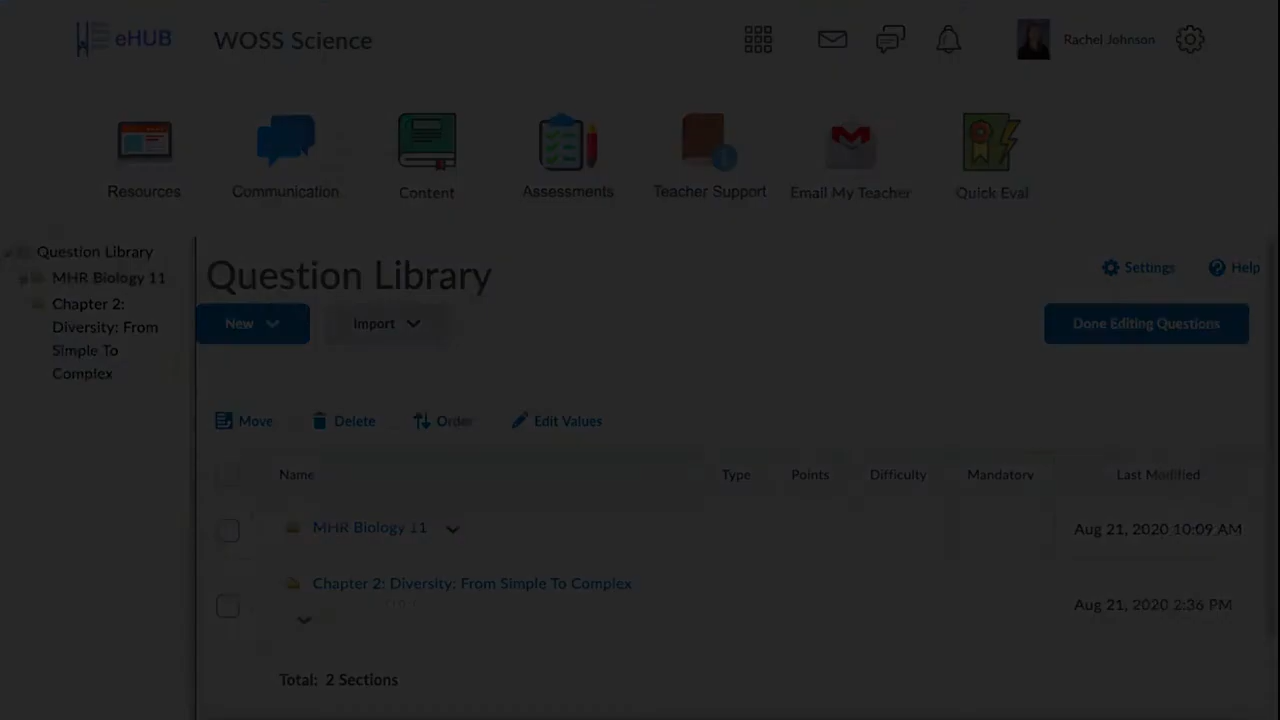 eHUB WOSS Science Rachel Johnson
Resources Communication Content Assessments Teacher Support Email My Teacher Quick Eval
Question Library
MHR Biology 11
Chapter 2:
Diversity: From
Simple To
Complex
Question Library
Settings Help
New Import Done Editing Questions
Move Delete Order Edit Values
Name Type Points Difficulty Mandatory Last Modified
MHR Biology 11 Aug 21, 2020 10:09 AM
Chapter 2: Diversity: From Simple To Complex
Aug 21, 2020 2:36 PM
Total: 2 Sections